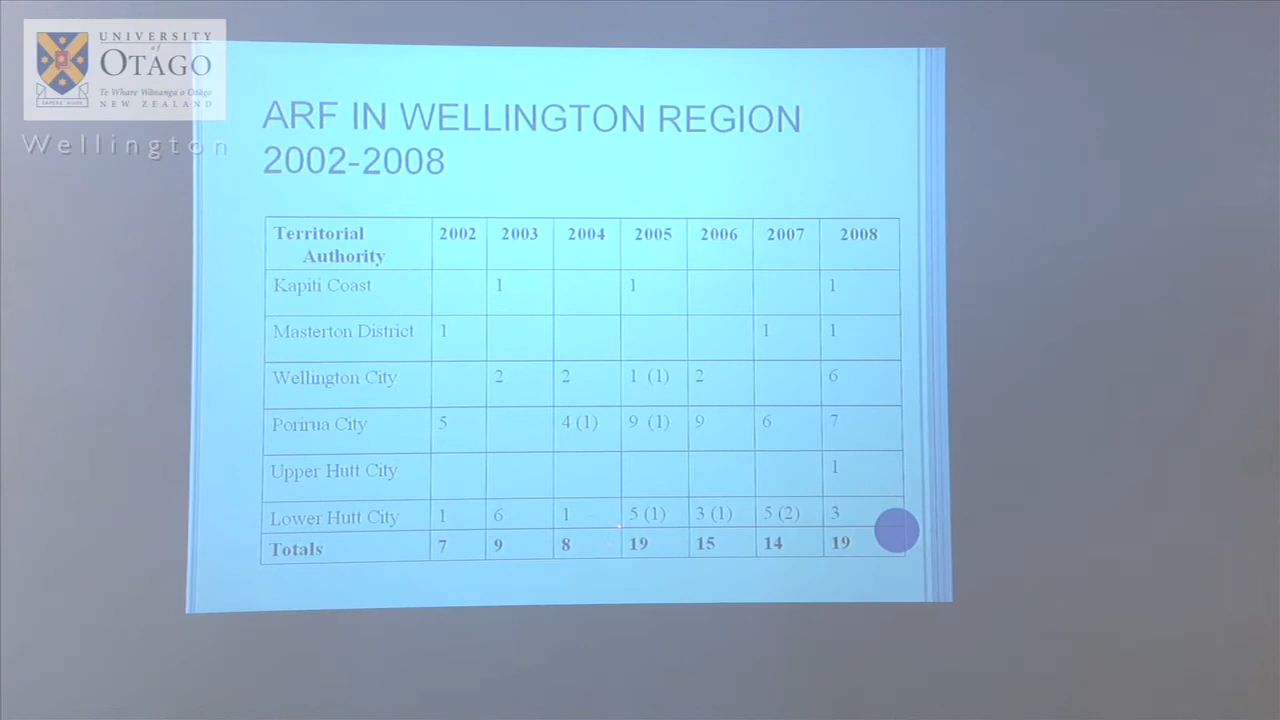 UNIVERSITY
of
OTAGO
Te Whare Wānanga o Otāgo
NEW ZEALAND
SAPERE AUDE
Wellington
ARF IN WELLINGTON REGION
2002-2008
Territorial Authority 2002 2003 2004 2005 2006 2007 2008
Kapiti Coast 1 1 1
Masterton District 1 1 1
Wellington City 2 2 1 (1) 2 6
Porirua City 5 4 (1) 9 (1) 9 6 7
Upper Hutt City 1
Lower Hutt City 1 6 1 5 (1) 3 (1) 5 (2) 3
Totals 7 9 8 19 15 14 19